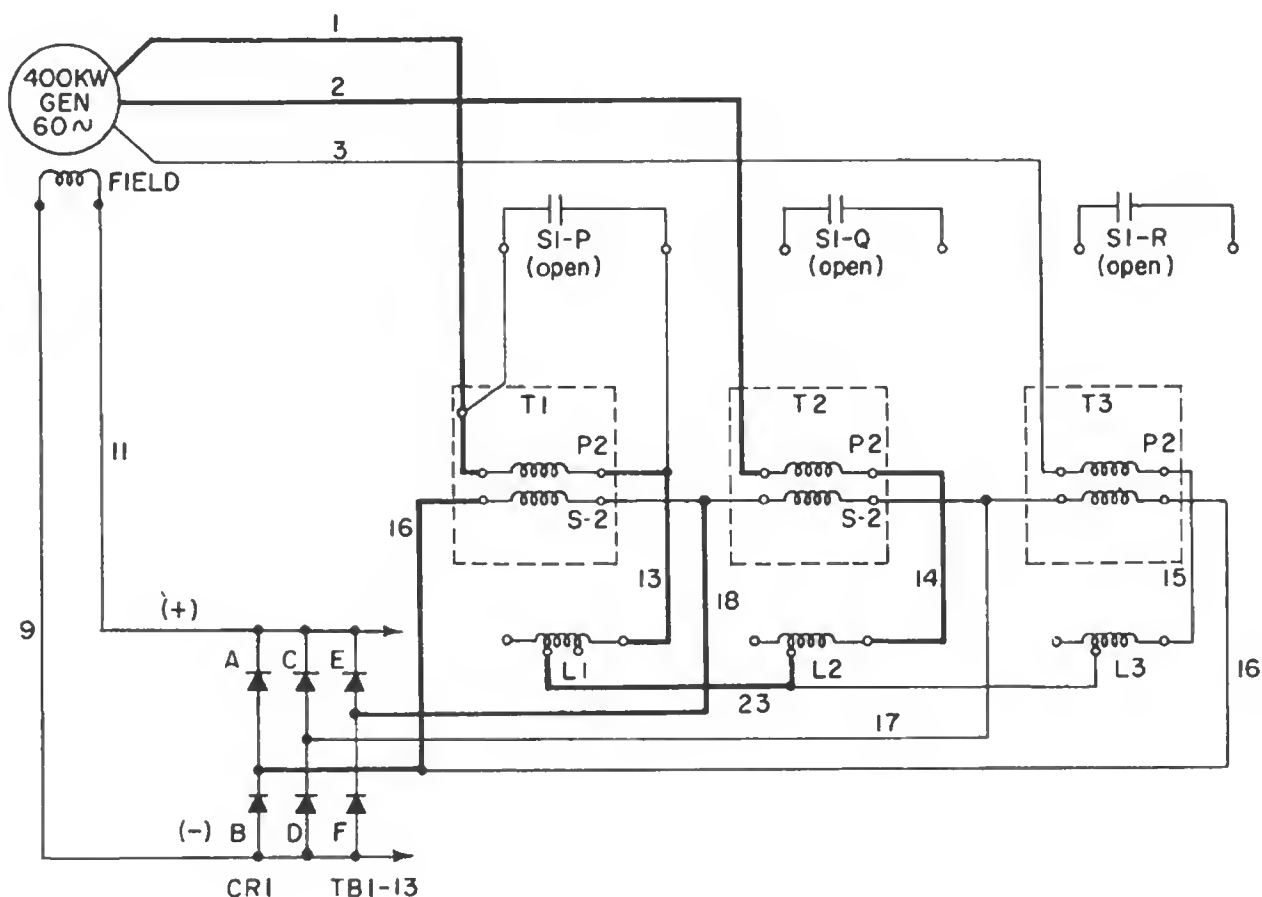 1
400KW
GEN
60~
2
3
FIELD
S1-P
(open)
S1-Q
(open)
S1-R
(open)
T1
T2
T3
P2
P2
P2
11
S-2
S-2
16
13
18
14
15
9
(+)
A
C
E
L1
L2
L3
16
23
17
(-)
B
D
F
CR1
TB1-13